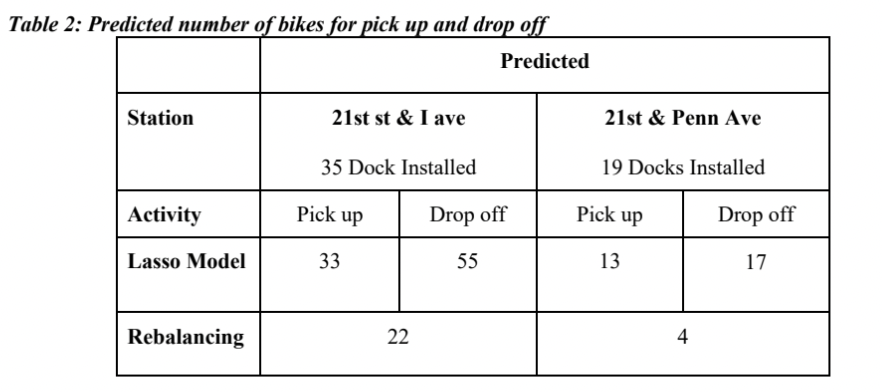 Table 2: Predicted number of bikes for pick up and drop off
Predicted
Station 21st st & I ave 21st & Penn Ave
35 Dock Installed 19 Docks Installed
Activity Pick up Drop off Pick up Drop off
Lasso Model 33 55 13 17
Rebalancing 22 4